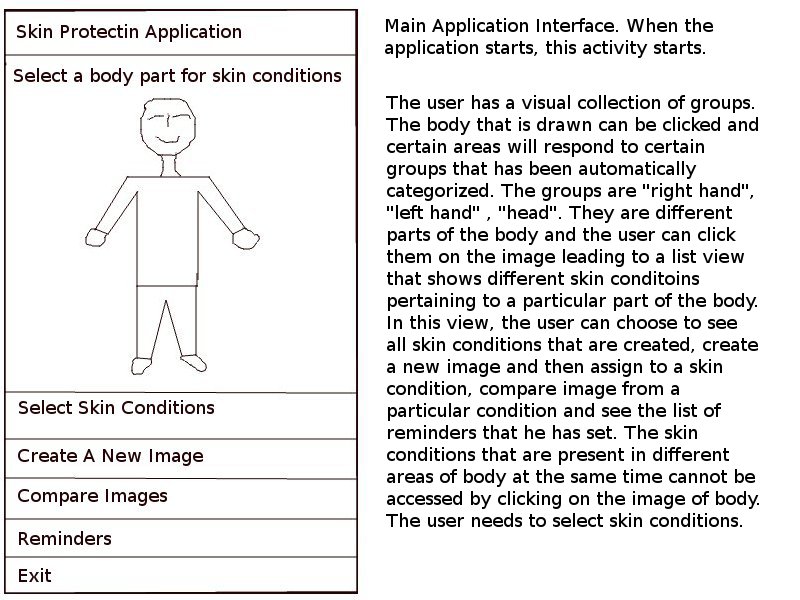 Skin Protectin Application
Select a body part for skin conditions
Select Skin Conditions
Create A New Image
Compare Images
Reminders
Exit
Main Application Interface. When the
application starts, this activity starts.
The user has a visual collection of groups.
The body that is drawn can be clicked and
certain areas will respond to certain
groups that has been automatically
categorized. The groups are "right hand",
"left hand" , "head". They are different
parts of the body and the user can click
them on the image leading to a list view
that shows different skin conditoins
pertaining to a particular part of the body.
In this view, the user can choose to see
all skin conditions that are created, create
a new image and then assign to a skin
condition, compare image from a
particular condition and see the list of
reminders that he has set. The skin
conditions that are present in different
areas of body at the same time cannot be
accessed by clicking on the image of body.
The user needs to select skin conditions.